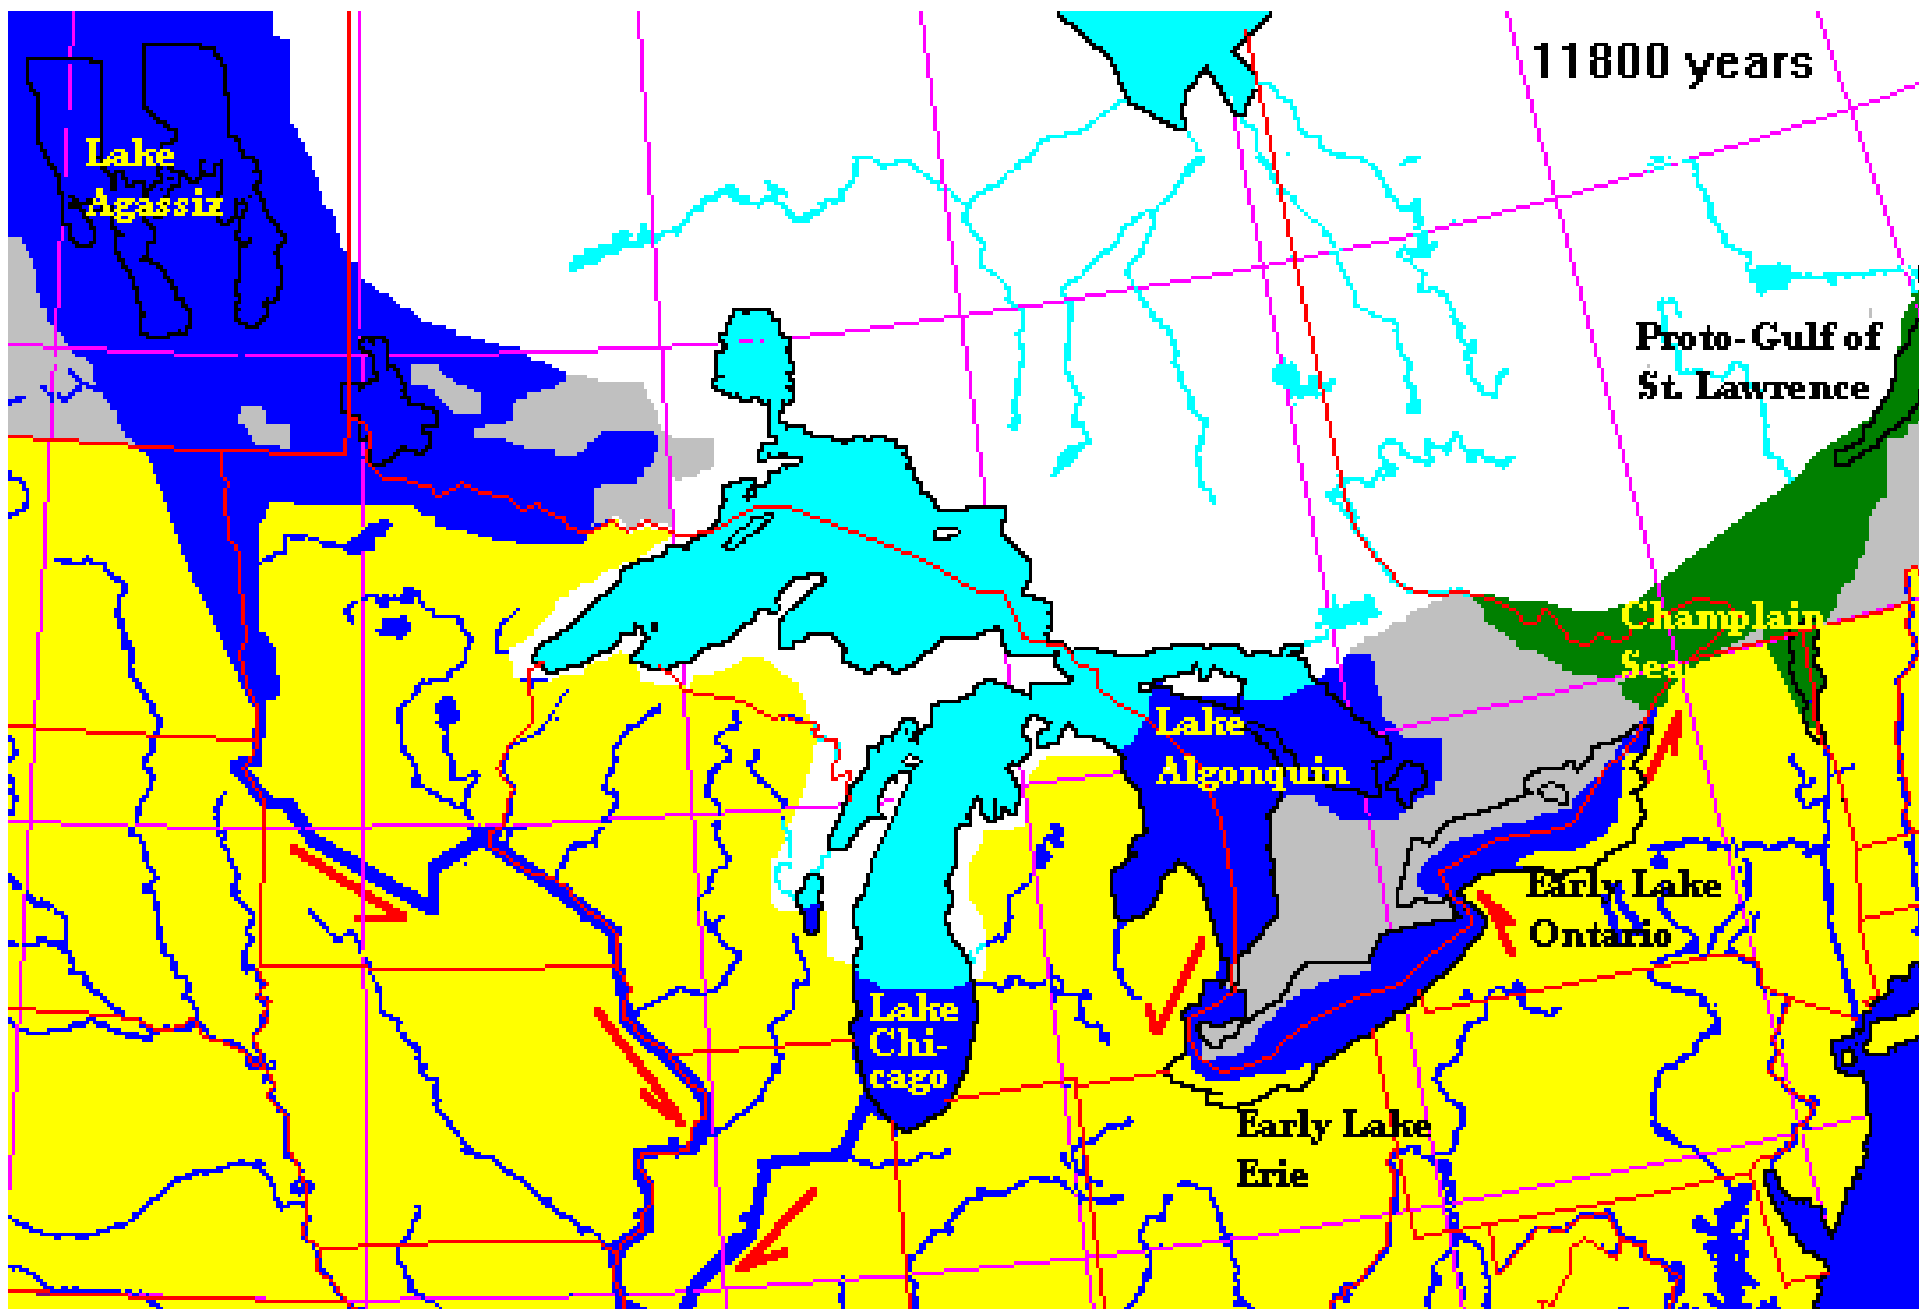 11800 years
Lake
Agassiz
Proto-Gulf of
St. Lawrence
Champlain
Sea
Lake
Algonquin
Early Lake
Ontario
Lake
Chi-
cago
Early Lake
Erie